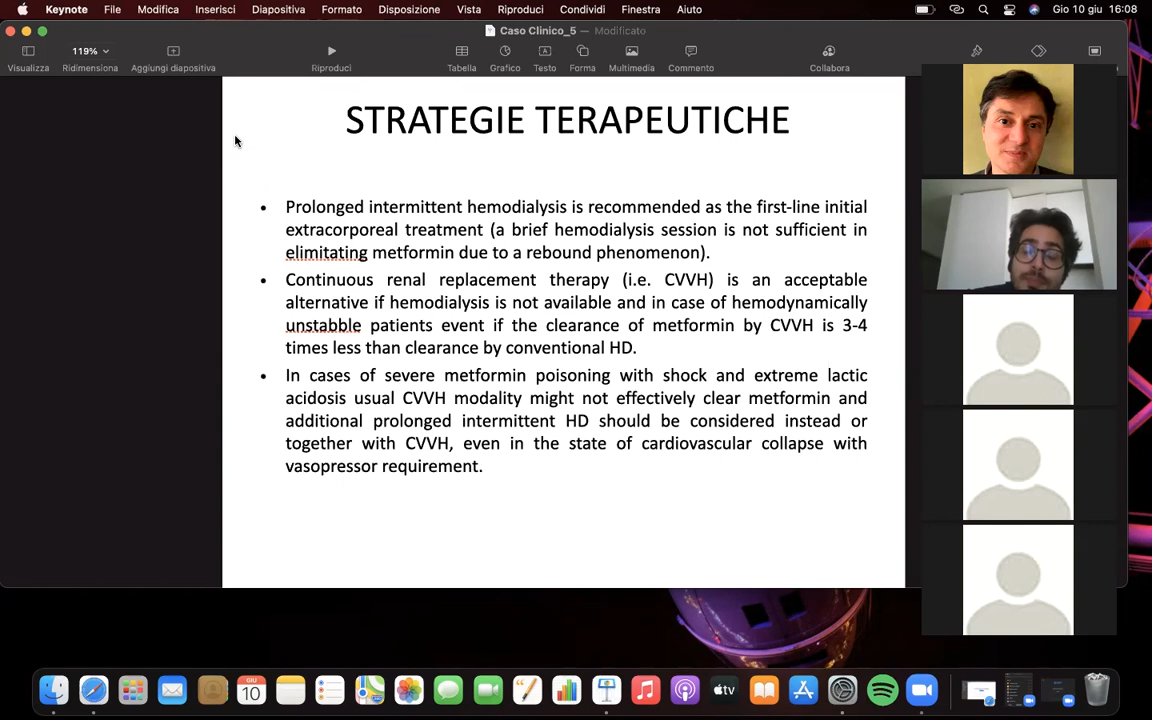 Keynote File Modifica Inserisci Diapositiva Formato Disposizione Vista Riproduci Condividi Finestra Aiuto Gio 10 giu 16:08
Caso Clinico_5 — Modificato
119%
Visualizza Ridimensiona Aggiungi diapositiva Riproduci Tabella Grafico Testo Forma Multimedia Commento Collabora
STRATEGIE TERAPEUTICHE
• Prolonged intermittent hemodialysis is recommended as the first-line initial
extracorporeal treatment (a brief hemodialysis session is not sufficient in
elimitating metformin due to a rebound phenomenon).
• Continuous renal replacement therapy (i.e. CVVH) is an acceptable
alternative if hemodialysis is not available and in case of hemodynamically
unstabble patients event if the clearance of metformin by CVVH is 3-4
times less than clearance by conventional HD.
• In cases of severe metformin poisoning with shock and extreme lactic
acidosis usual CVVH modality might not effectively clear metformin and
additional prolonged intermittent HD should be considered instead or
together with CVVH, even in the state of cardiovascular collapse with
vasopressor requirement.
GIU
10
tv